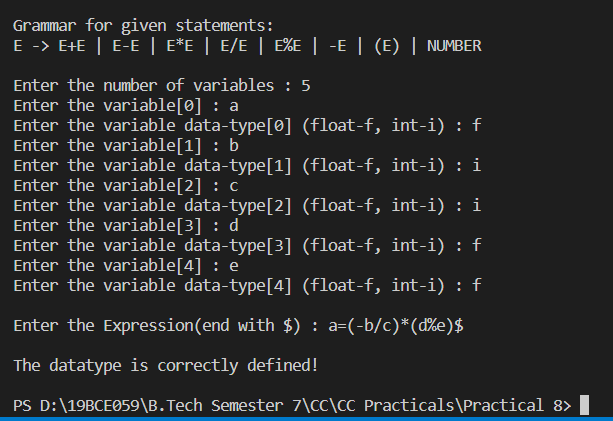 Grammar for given statements:
E -> E+E | E-E | E*E | E/E | E%E | -E | (E) | NUMBER
Enter the number of variables : 5
Enter the variable[0] : a
Enter the variable data-type[0] (float-f, int-i) : f
Enter the variable[1] : b
Enter the variable data-type[1] (float-f, int-i) : i
Enter the variable[2] : c
Enter the variable data-type[2] (float-f, int-i) : i
Enter the variable[3] : d
Enter the variable data-type[3] (float-f, int-i) : f
Enter the variable[4] : e
Enter the variable data-type[4] (float-f, int-i) : f
Enter the Expression(end with $) : a=(-b/c)*(d%e)$
The datatype is correctly defined!
PS D:\19BCE059\B.Tech Semester 7\CC\CC Practicals\Practical 8>